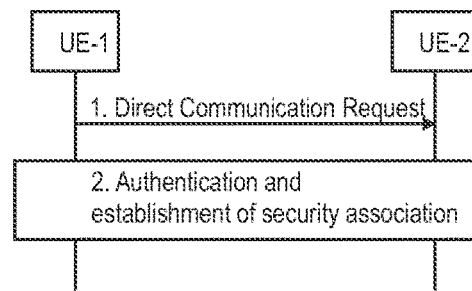 UE-1
UE-2
1. Direct Communication Request
2. Authentication and
establishment of security association